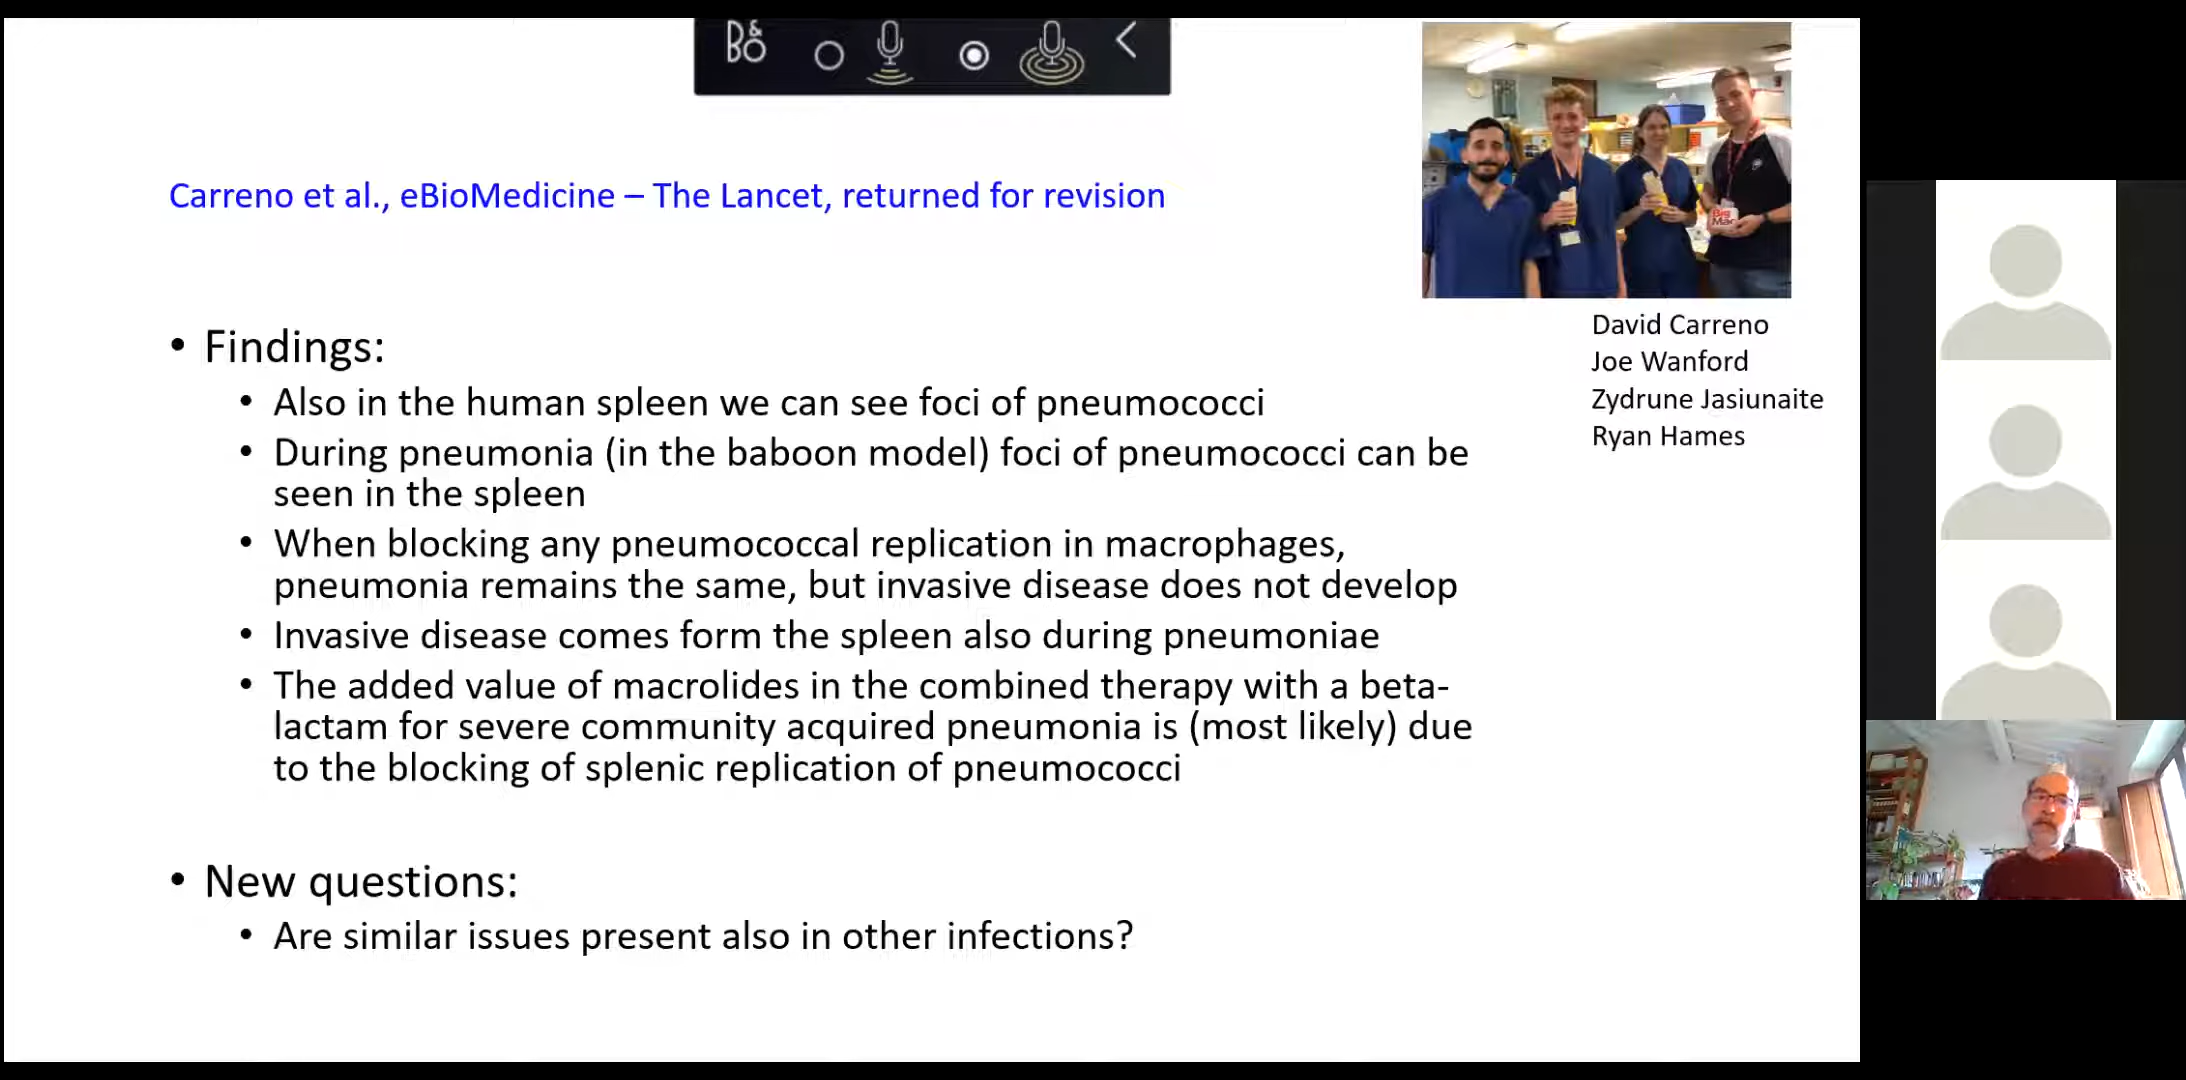 B&O
Carreno et al., eBioMedicine – The Lancet, returned for revision
Big
Mac
David Carreno
Joe Wanford
Zydrune Jasiunaite
Ryan Hames
• Findings:
• Also in the human spleen we can see foci of pneumococci
• During pneumonia (in the baboon model) foci of pneumococci can be
seen in the spleen
• When blocking any pneumococcal replication in macrophages,
pneumonia remains the same, but invasive disease does not develop
• Invasive disease comes form the spleen also during pneumoniae
• The added value of macrolides in the combined therapy with a beta-
lactam for severe community acquired pneumonia is (most likely) due
to the blocking of splenic replication of pneumococci
• New questions:
• Are similar issues present also in other infections?